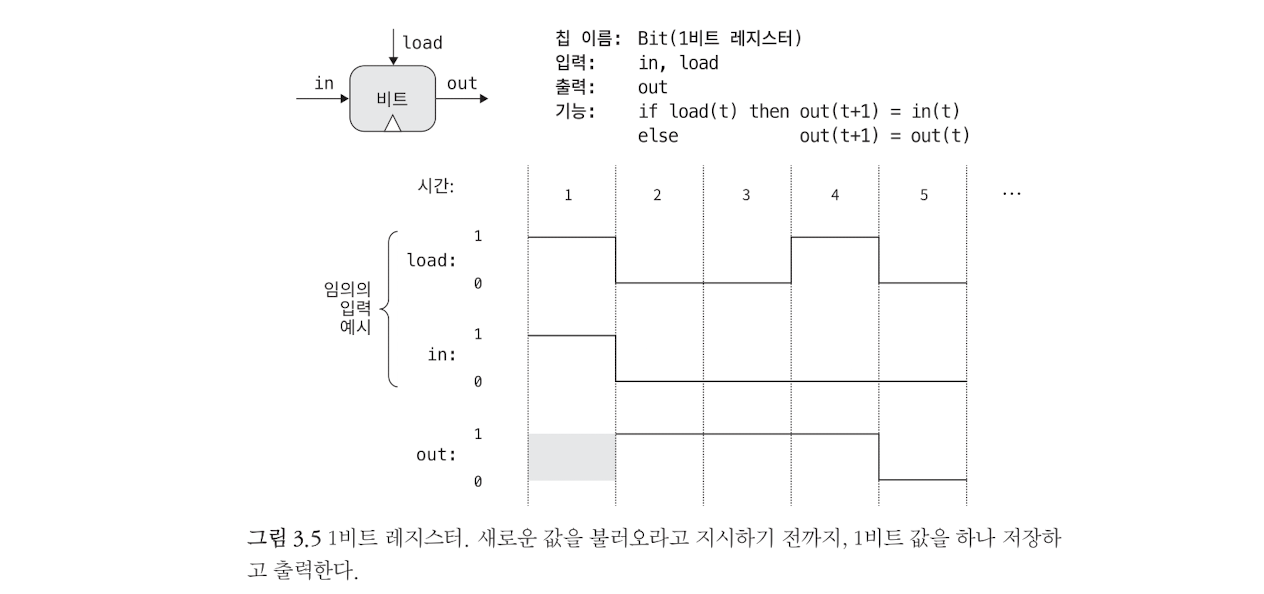 load
in
out
비트
칩 이름: Bit(1비트 레지스터)
입력: in, load
출력: out
기능: if load(t) then out(t+1) = in(t)
else out(t+1) = out(t)
시간: 1 2 3 4 5 ...
임의의
입력
예시
load:
1
0
in:
1
0
out:
1
0
그림 3.5 1비트 레지스터. 새로운 값을 불러오라고 지시하기 전까지, 1비트 값을 하나 저장하
고 출력한다.